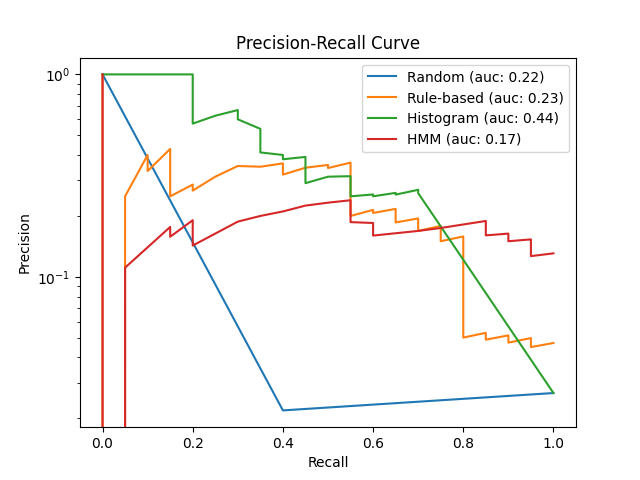 Precision-Recall Curve
Random (auc: 0.22)
Rule-based (auc: 0.23)
Histogram (auc: 0.44)
HMM (auc: 0.17)
Precision
10⁰
10⁻¹
0.0 0.2 0.4 0.6 0.8 1.0
Recall